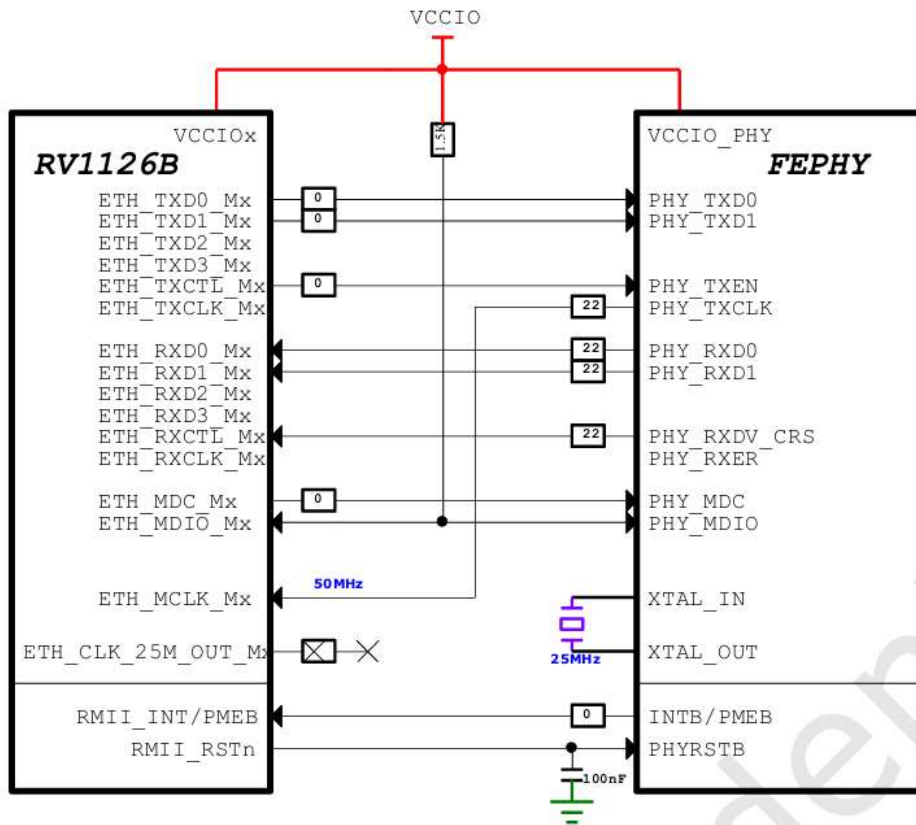 VCCIO
VCCIOx
1.5K
VCCIO_PHY
RV1126B
FEPHY
ETH_TXD0_Mx 0 PHY_TXD0
ETH_TXD1_Mx 0 PHY_TXD1
ETH_TXD2_Mx
ETH_TXD3_Mx
ETH_TXCTL_Mx 0 PHY_TXEN
ETH_TXCLK_Mx 22 PHY_TXCLK
ETH_RXD0_Mx 22 PHY_RXD0
ETH_RXD1_Mx 22 PHY_RXD1
ETH_RXD2_Mx
ETH_RXD3_Mx
ETH_RXCTL_Mx 22 PHY_RXDV_CRS
ETH_RXCLK_Mx PHY_RXER
ETH_MDC_Mx 0 PHY_MDC
ETH_MDIO_Mx PHY_MDIO
50MHz
ETH_MCLK_Mx XTAL_IN
ETH_CLK_25M_OUT_Mx XTAL_OUT
25MHz
RMII_INT/PMEB 0 INTB/PMEB
RMII_RSTn PHYRSTB
100nF